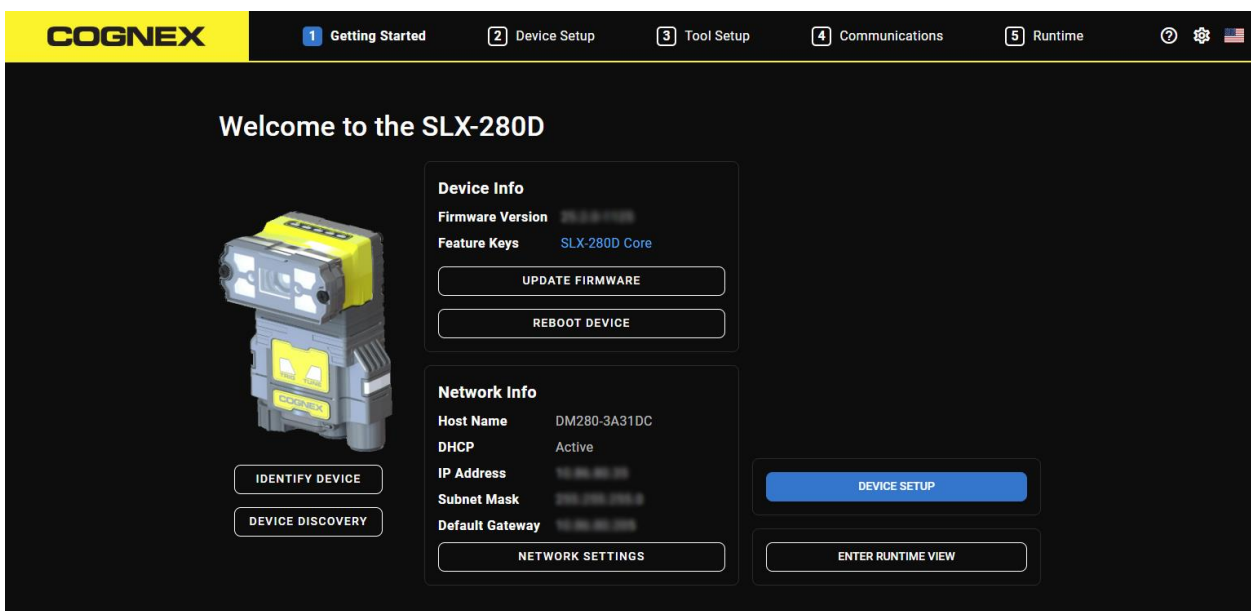 COGNEX
1 Getting Started
2 Device Setup
3 Tool Setup
4 Communications
5 Runtime
Welcome to the SLX-280D
Device Info
Firmware Version
Feature Keys SLX-280D Core
UPDATE FIRMWARE
REBOOT DEVICE
COGNEX
IDENTIFY DEVICE
DEVICE DISCOVERY
Network Info
Host Name DM280-3A31DC
DHCP Active
IP Address
Subnet Mask
Default Gateway
NETWORK SETTINGS
DEVICE SETUP
ENTER RUNTIME VIEW